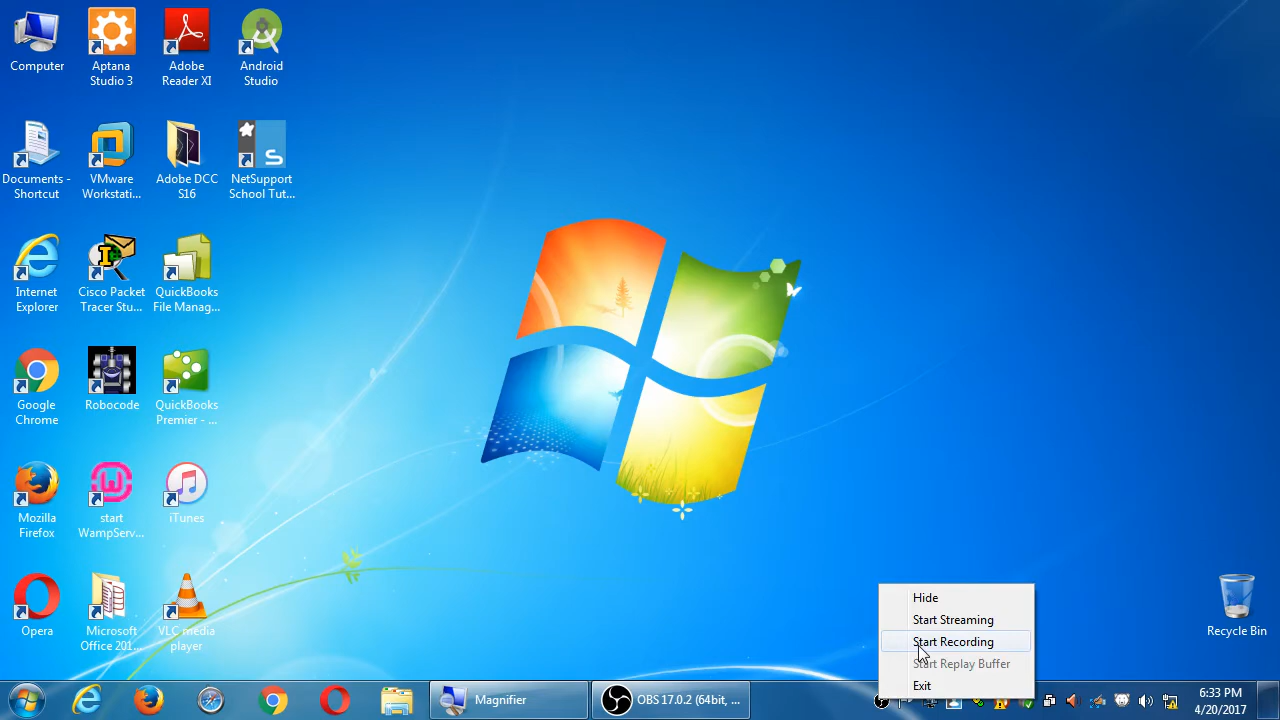 Computer
Aptana
Studio 3
Adobe
Reader XI
Android
Studio
Documents -
Shortcut
VMware
Workstati...
Adobe DCC
S16
NetSupport
School Tut...
Internet
Explorer
Cisco Packet
Tracer Stu...
QuickBooks
File Manag...
Google
Chrome
Robocode
QuickBooks
Premier - ...
Mozilla
Firefox
start
WampServ...
iTunes
Opera
Microsoft
Office 201...
VLC media
player
Recycle Bin
Hide
Start Streaming
Start Recording
Start Replay Buffer
Exit
Magnifier
OBS 17.0.2 (64bit, ...
6:33 PM
4/20/2017